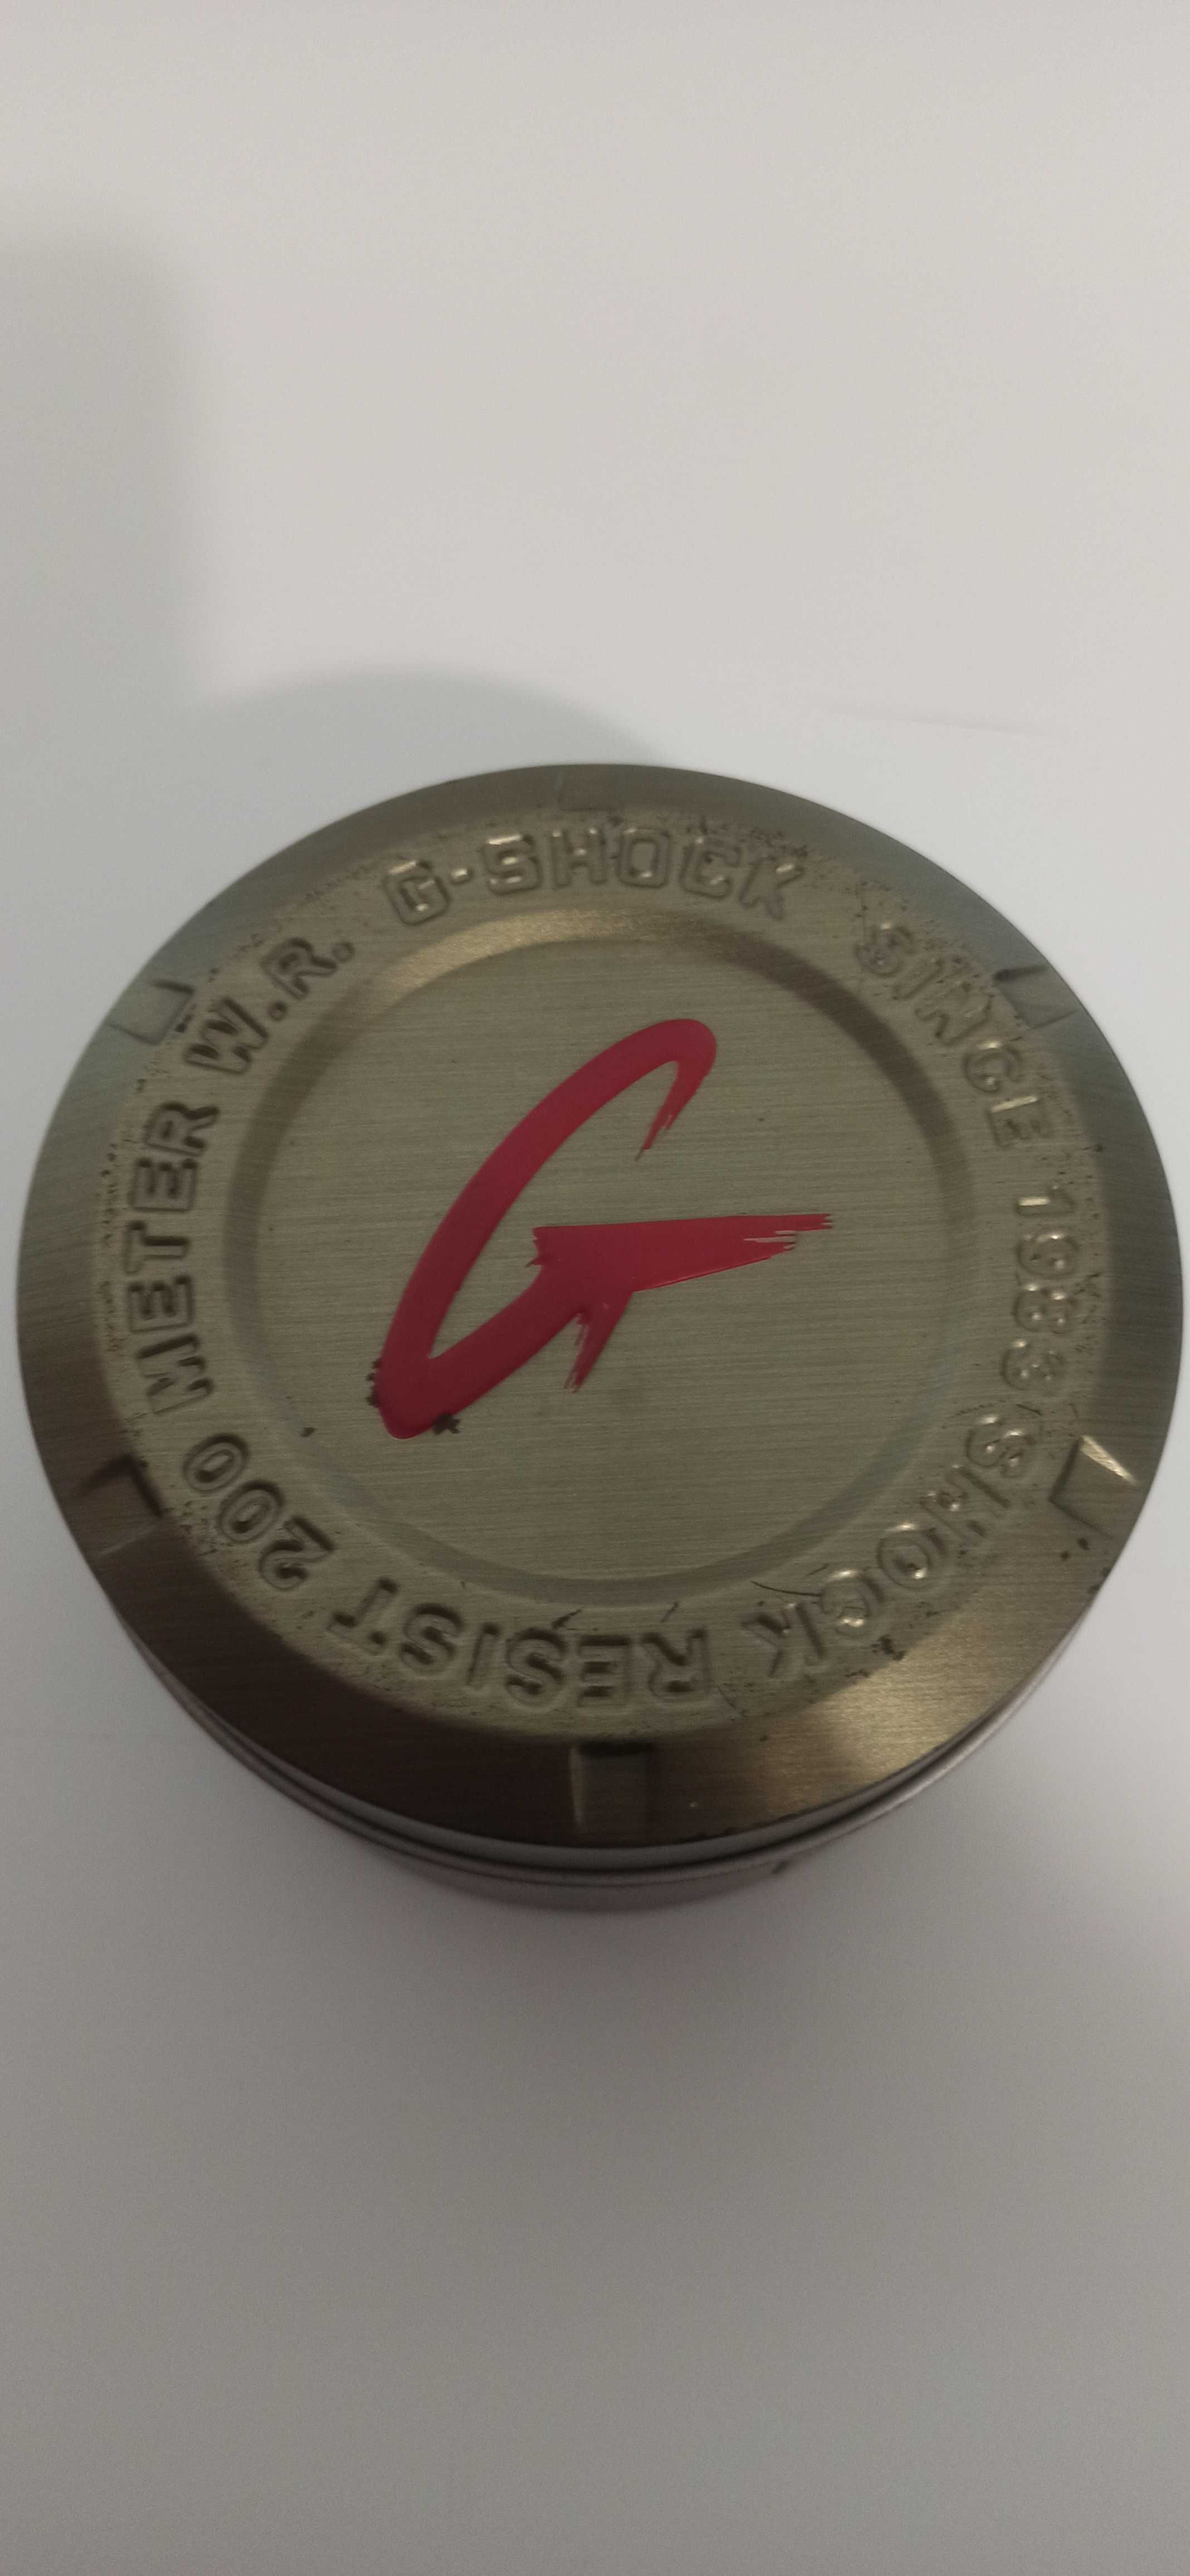 G-SHOCK SINCE 1983 SHOCK RESIST 200 METER W.R.
G